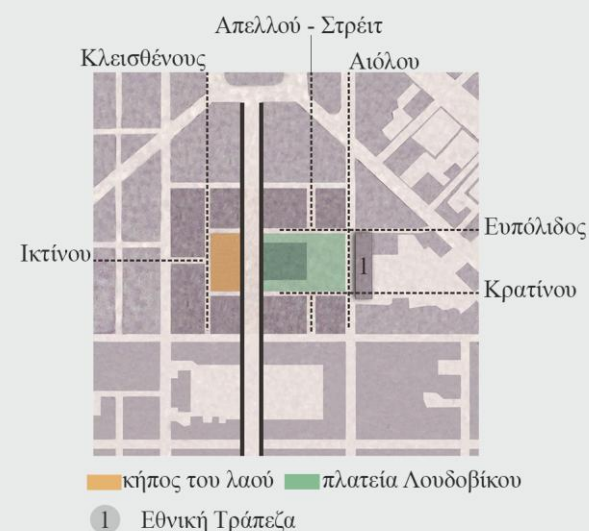 Απελλού - Στρέιτ
Κλεισθένους
Αιόλου
Ευπόλιδος
Ικτίνου
1
Κρατίνου
κήπος του λαού πλατεία Λουδοβίκου
1 Εθνική Τράπεζα